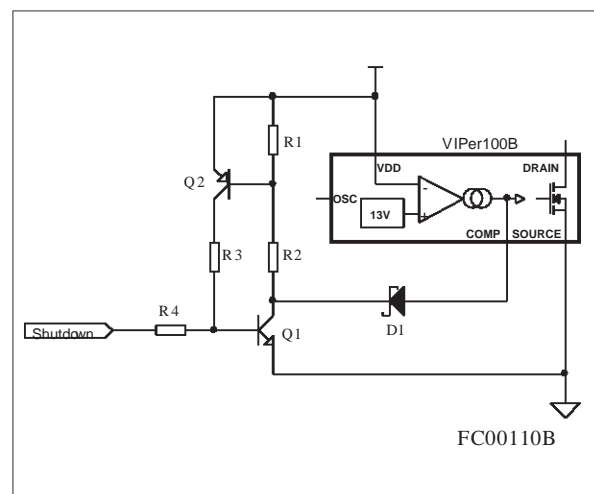 VIPer100B
R1
VDD
DRAIN
Q2
OSC
-
13V
+
COMP SOURCE
R3
R2
R4
D1
Shutdown
Q1
FC00110B